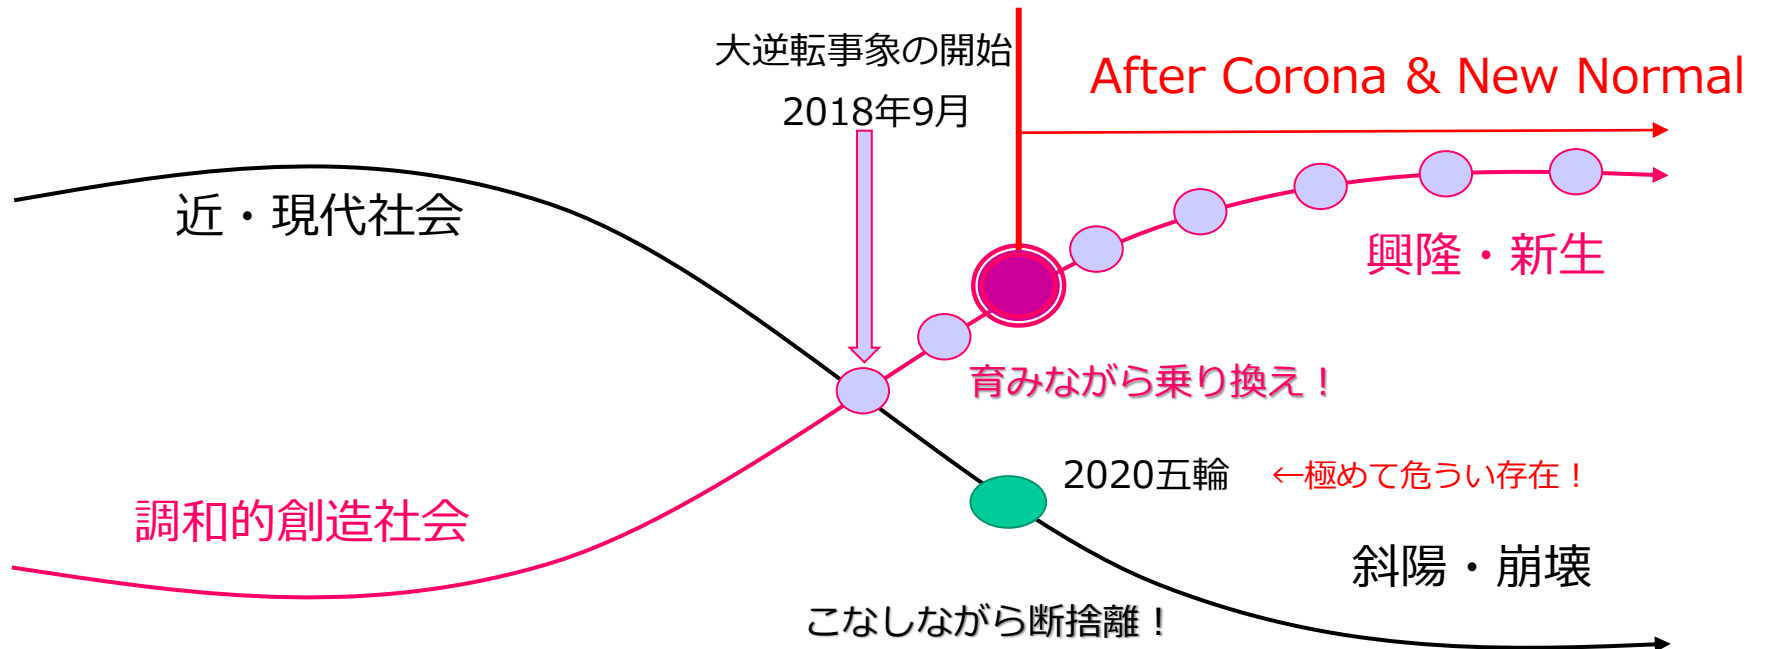 大逆転事象の開始
2018年9月
After Corona & New Normal
近・現代社会
興隆・新生
育みながら乗り換え！
2020五輪 ←極めて危うい存在！
調和的創造社会
斜陽・崩壊
こなしながら断捨離！